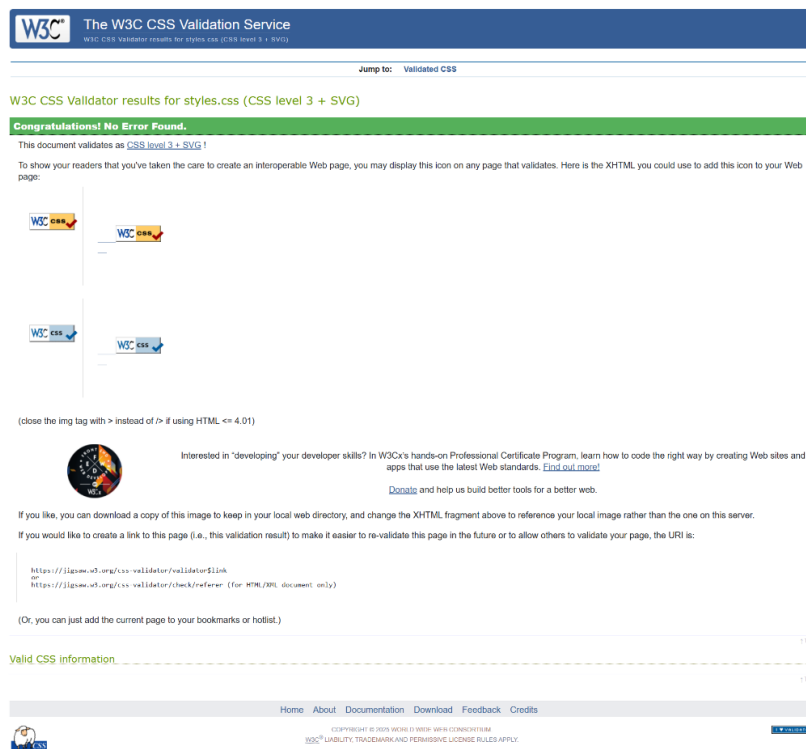 W3C®
The W3C CSS Validation Service
W3C CSS Validator results for styles.css (CSS level 3 + SVG)
Jump to: Validated CSS
W3C CSS Validator results for styles.css (CSS level 3 + SVG)
Congratulations! No Error Found.
This document validates as CSS level 3 + SVG !
To show your readers that you've taken the care to create an interoperable Web page, you may display this icon on any page that validates. Here is the XHTML you could use to add this icon to your Web
page:
W3C css
W3C css
W3C css
W3C css
(close the img tag with > instead of /> if using HTML <= 4.01)
Interested in "developing" your developer skills? In W3Cx's hands-on Professional Certificate Program, learn how to code the right way by creating Web sites and
apps that use the latest Web standards. Find out more!
W3Cx
Donate and help us build better tools for a better web.
If you like, you can download a copy of this image to keep in your local web directory, and change the XHTML fragment above to reference your local image rather than the one on this server.
If you would like to create a link to this page (i.e., this validation result) to make it easier to re-validate this page in the future or to allow others to validate your page, the URI is:
https://jigsaw.w3.org/css-validator/validator$link
or
https://jigsaw.w3.org/css-validator/check/referer (for HTML/XML document only)
(Or, you can just add the current page to your bookmarks or hotlist.)
Valid CSS information
Home About Documentation Download Feedback Credits
COPYRIGHT © 2025 WORLD WIDE WEB CONSORTIUM.
W3C® LIABILITY, TRADEMARK AND PERMISSIVE LICENSE RULES APPLY.
CSS